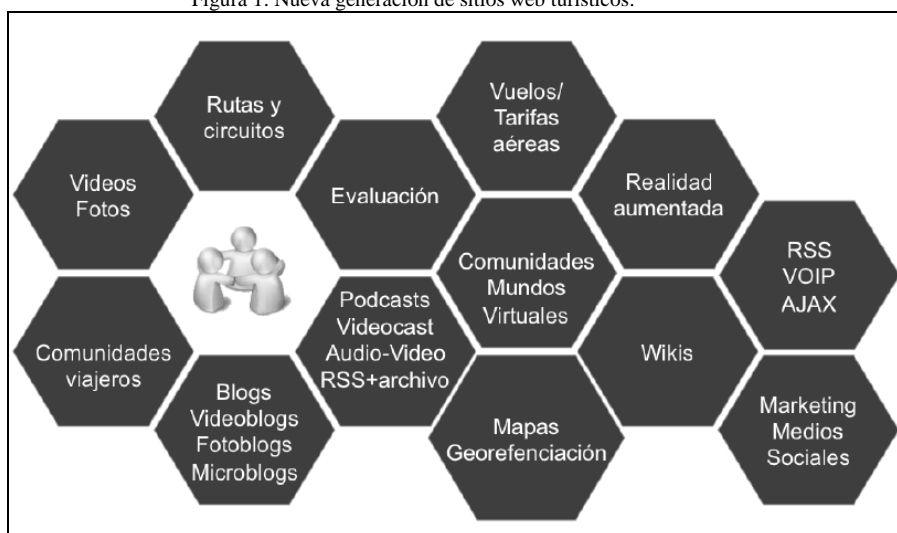 Figura 1. Nueva generación de sitios web turísticos.
Rutas y
circuitos
Vuelos/
Tarifas
aéreas
Videos
Fotos
Evaluación
Realidad
aumentada
RSS
VOIP
AJAX
Comunidades
Mundos
Virtuales
Podcasts
Videocast
Audio-Video
RSS+archivo
Comunidades
viajeros
Wikis
Blogs
Videoblogs
Fotoblogs
Microblogs
Mapas
Georefenciación
Marketing
Medios
Sociales